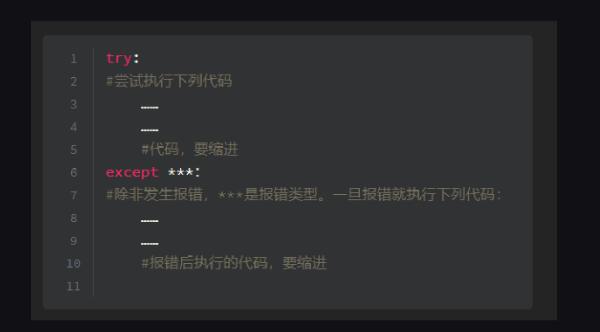 1 try:
2 #尝试执行下列代码
3 ……
4 ……
5 #代码，要缩进
6 except ***:
7 #除非发生报错，***是报错类型。一旦报错就执行下列代码：
8 ……
9 ……
10 #报错后执行的代码，要缩进
11